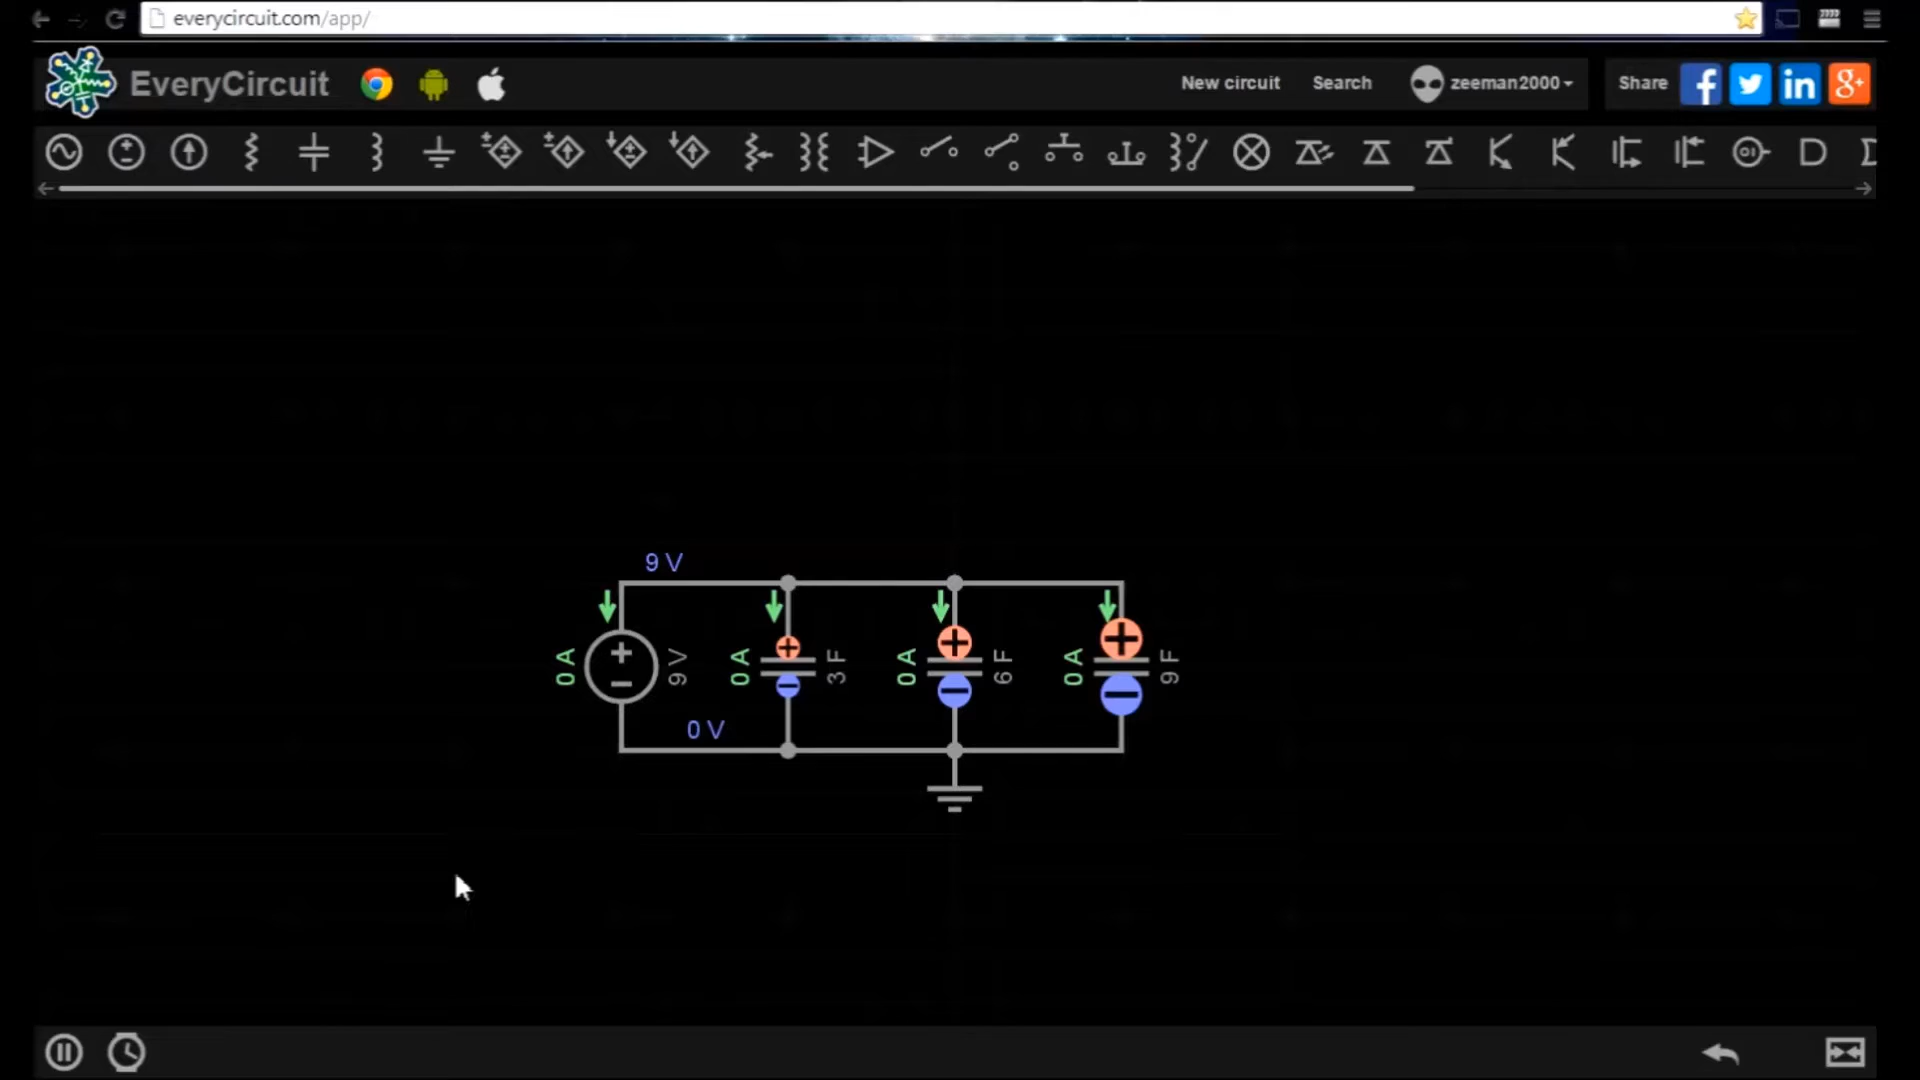 everycircuit.com/app/
EveryCircuit
New circuit
Search
zeeman2000
Share
9 V
0 A
9 V
0 A
3 F
0 A
6 F
0 A
9 F
0 V